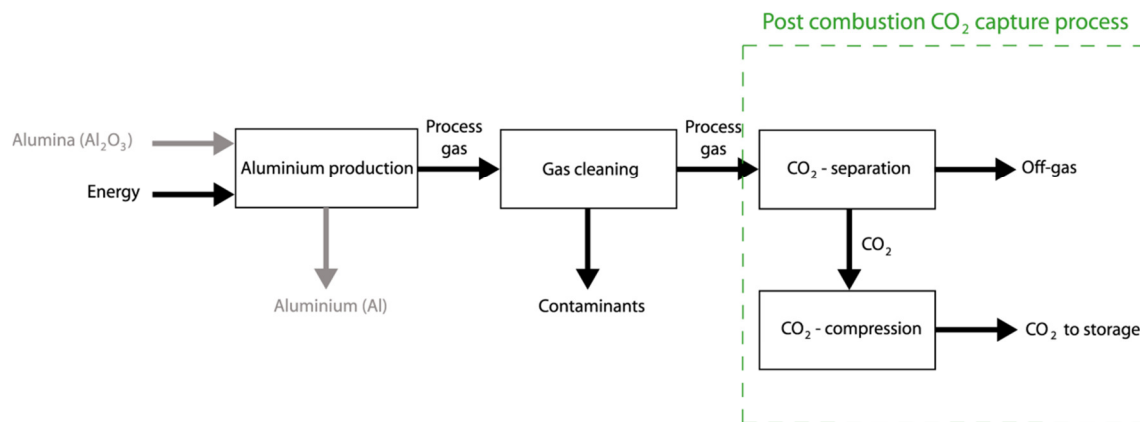 Post combustion CO₂ capture process
Alumina (Al₂O₃)
Energy
Aluminium production
Process
gas
Gas cleaning
Process
gas
CO₂ - separation
Off-gas
CO₂
Aluminium (Al)
Contaminants
CO₂ - compression
CO₂ to storage